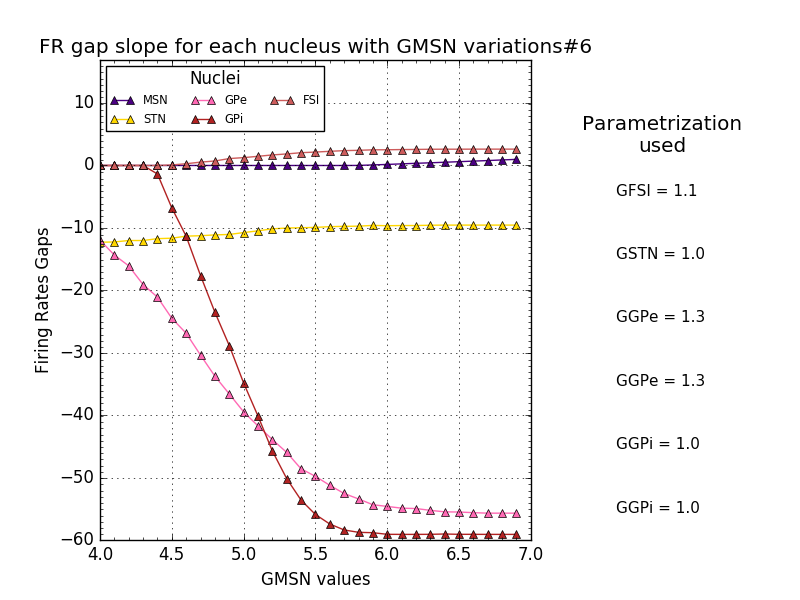 FR gap slope for each nucleus with GMSN variations#6
Nuclei
MSN GPe FSI
STN GPi
10
0
−10
−20
−30
−40
−50
−60
Firing Rates Gaps
4.0 4.5 5.0 5.5 6.0 6.5 7.0
GMSN values
Parametrization
used
GFSI = 1.1
GSTN = 1.0
GGPe = 1.3
GGPe = 1.3
GGPi = 1.0
GGPi = 1.0